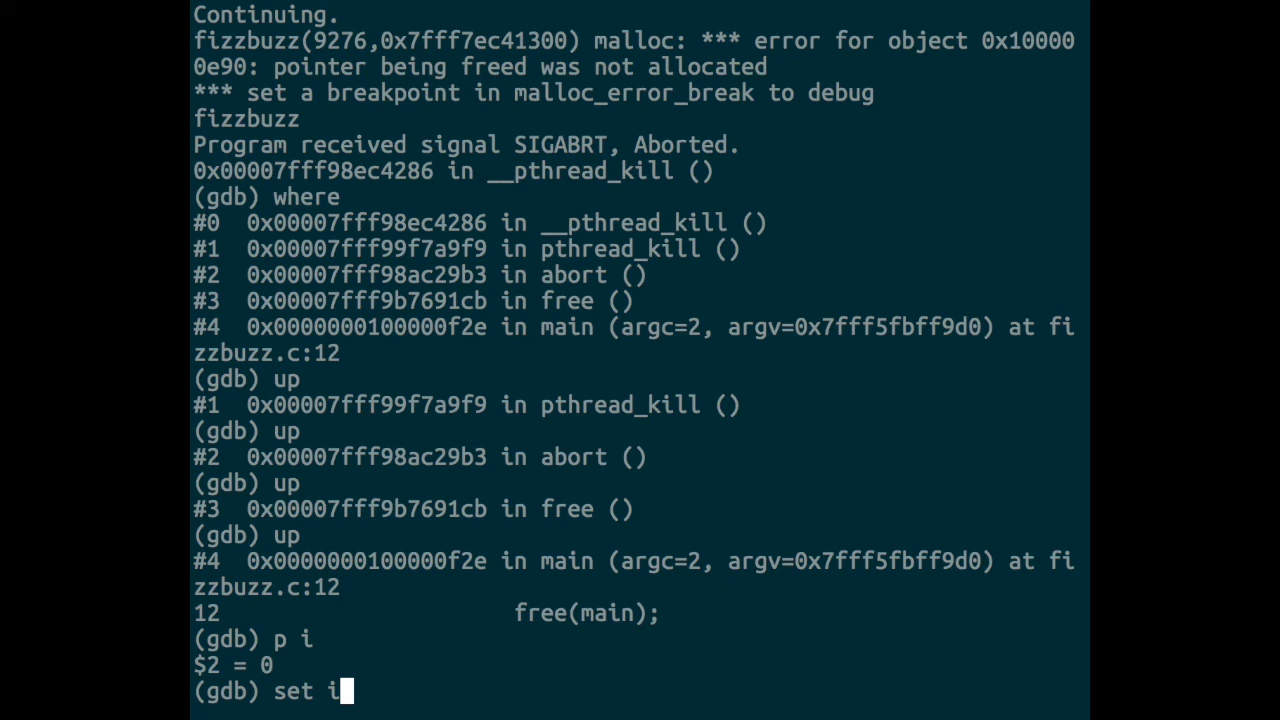 Continuing.
fizzbuzz(9276,0x7fff7ec41300) malloc: *** error for object 0x10000
0e90: pointer being freed was not allocated
*** set a breakpoint in malloc_error_break to debug
fizzbuzz
Program received signal SIGABRT, Aborted.
0x00007fff98ec4286 in __pthread_kill ()
(gdb) where
#0  0x00007fff98ec4286 in __pthread_kill ()
#1  0x00007fff99f7a9f9 in pthread_kill ()
#2  0x00007fff98ac29b3 in abort ()
#3  0x00007fff9b7691cb in free ()
#4  0x0000000100000f2e in main (argc=2, argv=0x7fff5fbff9d0) at fi
zzbuzz.c:12
(gdb) up
#1  0x00007fff99f7a9f9 in pthread_kill ()
(gdb) up
#2  0x00007fff98ac29b3 in abort ()
(gdb) up
#3  0x00007fff9b7691cb in free ()
(gdb) up
#4  0x0000000100000f2e in main (argc=2, argv=0x7fff5fbff9d0) at fi
zzbuzz.c:12
12                      free(main);
(gdb) p i
$2 = 0
(gdb) set i